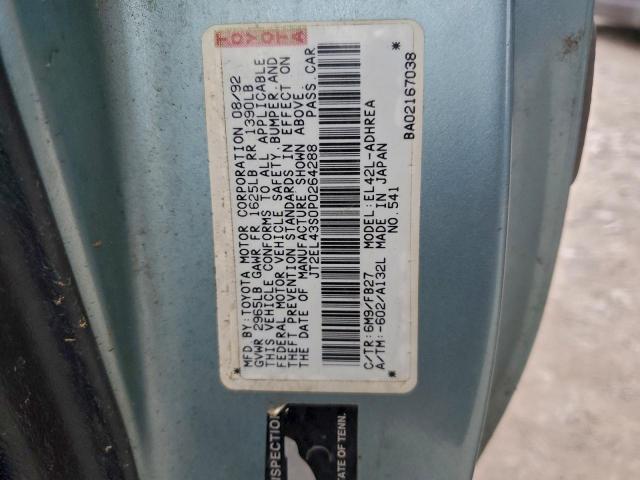 TOYOTA
MFD.BY:TOYOTA MOTOR CORPORATION 08/92
GVWR 2965LB GAWR FR 1625LB RR 1390LB
THIS VEHICLE CONFORMS TO ALL APPLICABLE
FEDERAL MOTOR VEHICLE SAFETY,BUMPER,AND
THEFT PREVENTION STANDARDS IN EFFECT ON
THE DATE OF MANUFACTURE SHOWN ABOVE.
JT2EL43S0P0264288 PASS.CAR
C/TR: 6M9/FB27 MODEL: EL42L-ADHREA
A/TM: -602/A132L MADE IN JAPAN
NO.541
BA02167038
INSPECTION
STATE OF TENN.